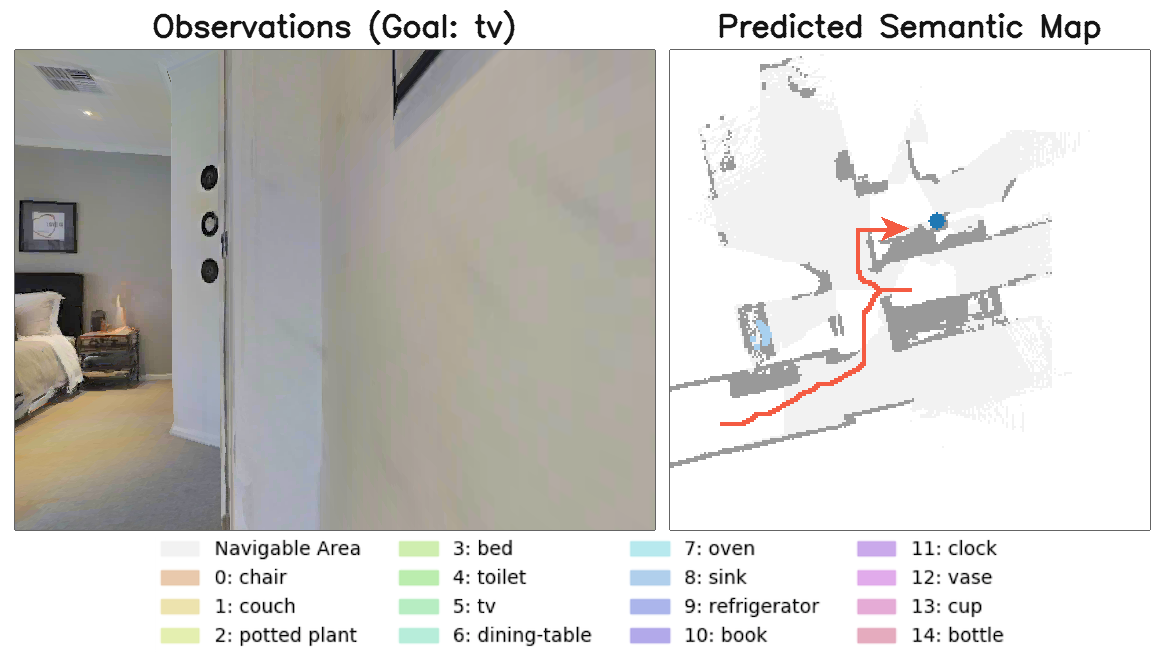 Observations (Goal: tv)
Predicted Semantic Map
Navigable Area
0: chair
1: couch
2: potted plant
3: bed
4: toilet
5: tv
6: dining-table
7: oven
8: sink
9: refrigerator
10: book
11: clock
12: vase
13: cup
14: bottle